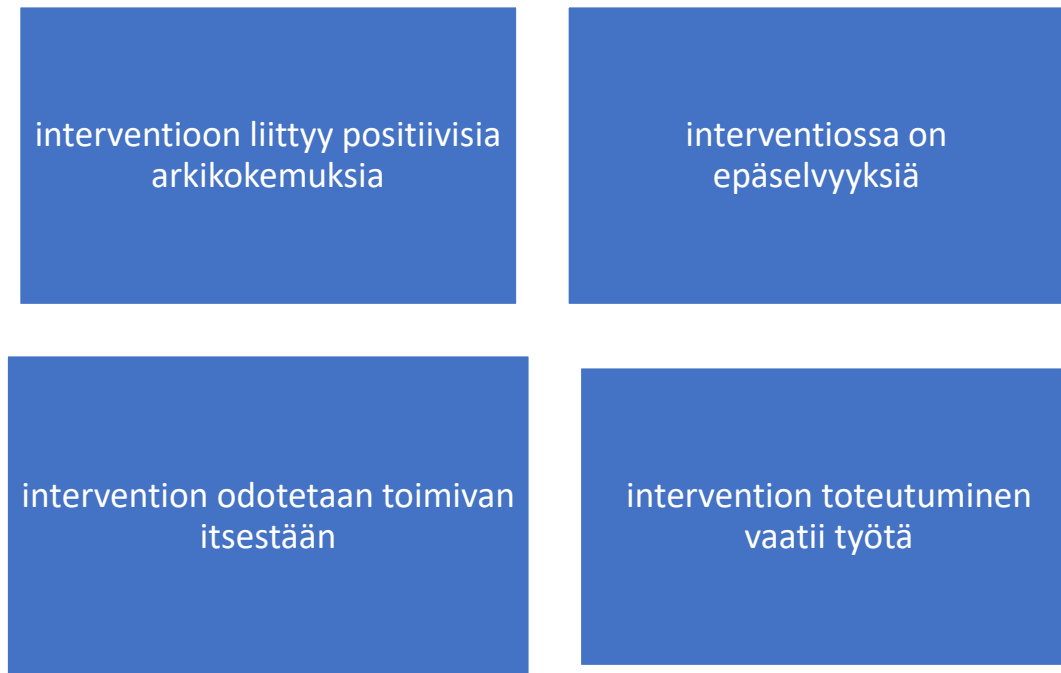 interventioon liittyy positiivisia
arkikokemuksia
interventiossa on
epäselvyyksiä
intervention odotetaan toimivan
itsestään
intervention toteutuminen
vaatii työtä